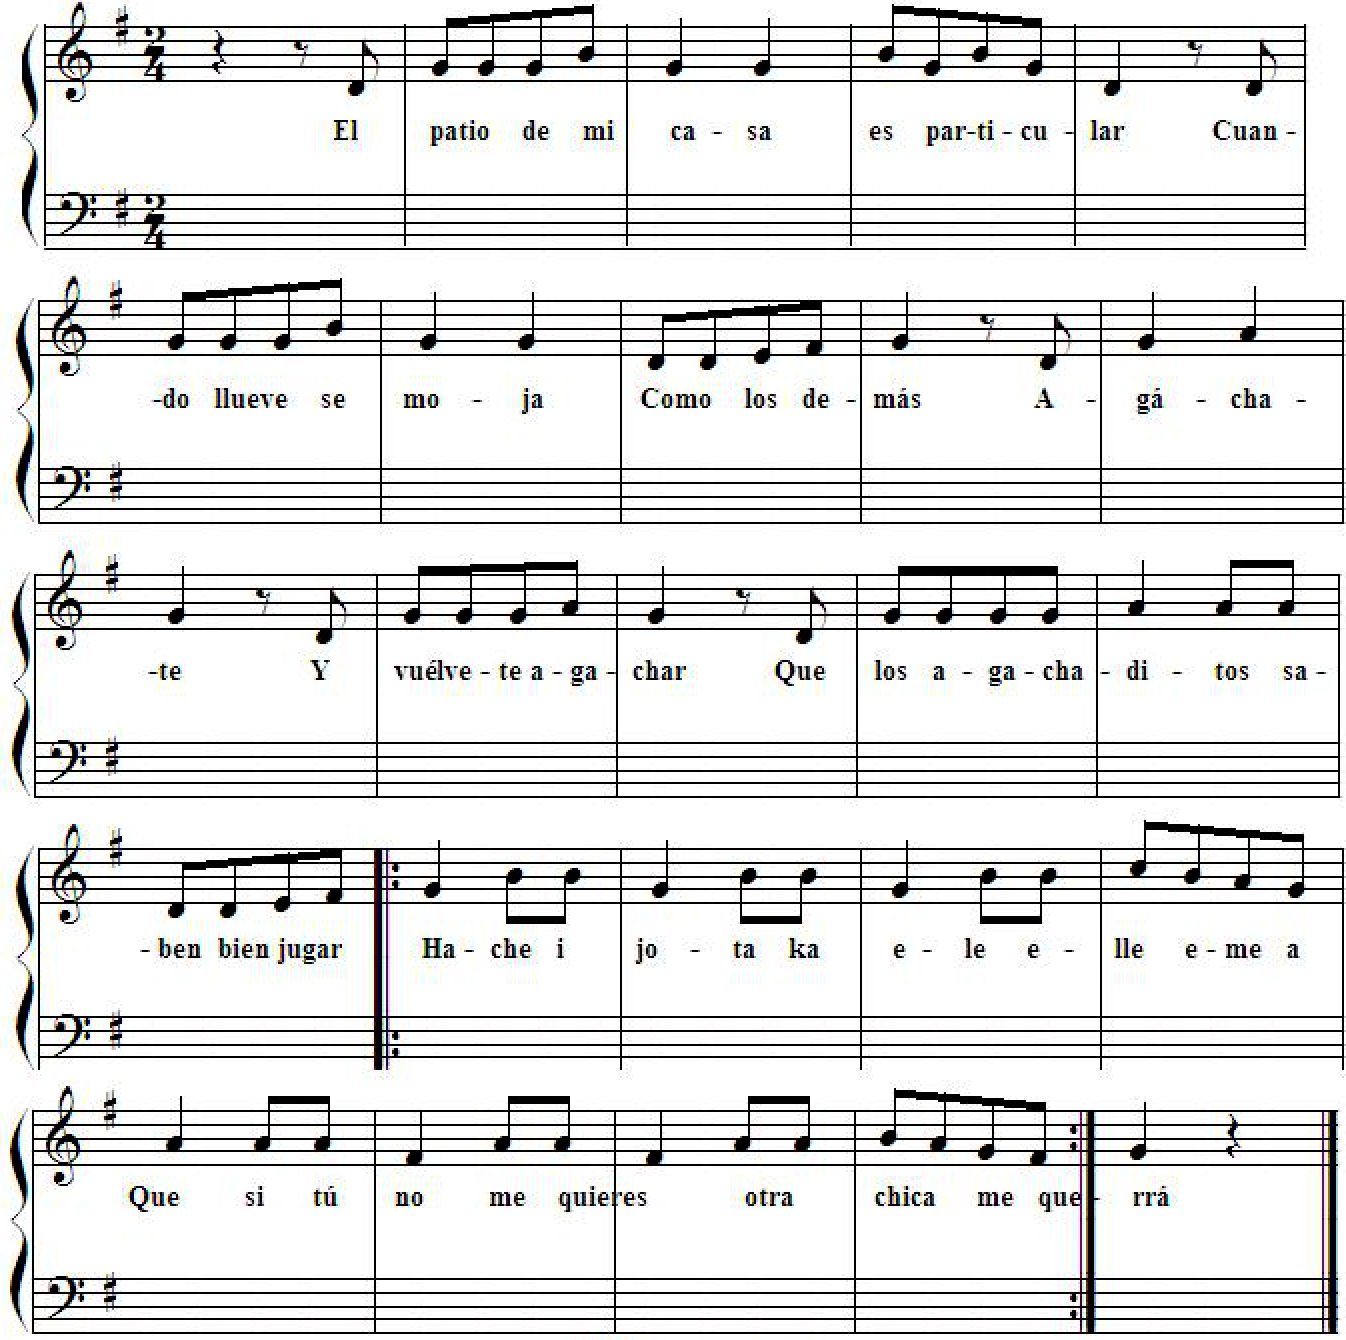 2 4
El patio de mi ca - sa es par-ti - cu - lar Cuan -
2 4
-do llueve se mo - ja Como los de - más A - gá - cha -
-te Y vuélve - te a - ga - char Que los a - ga - cha - di - tos sa -
- ben bien jugar Ha - che i jo - ta ka e - le e - lle e - me a
Que si tú no me quieres otra chica me que - rrá